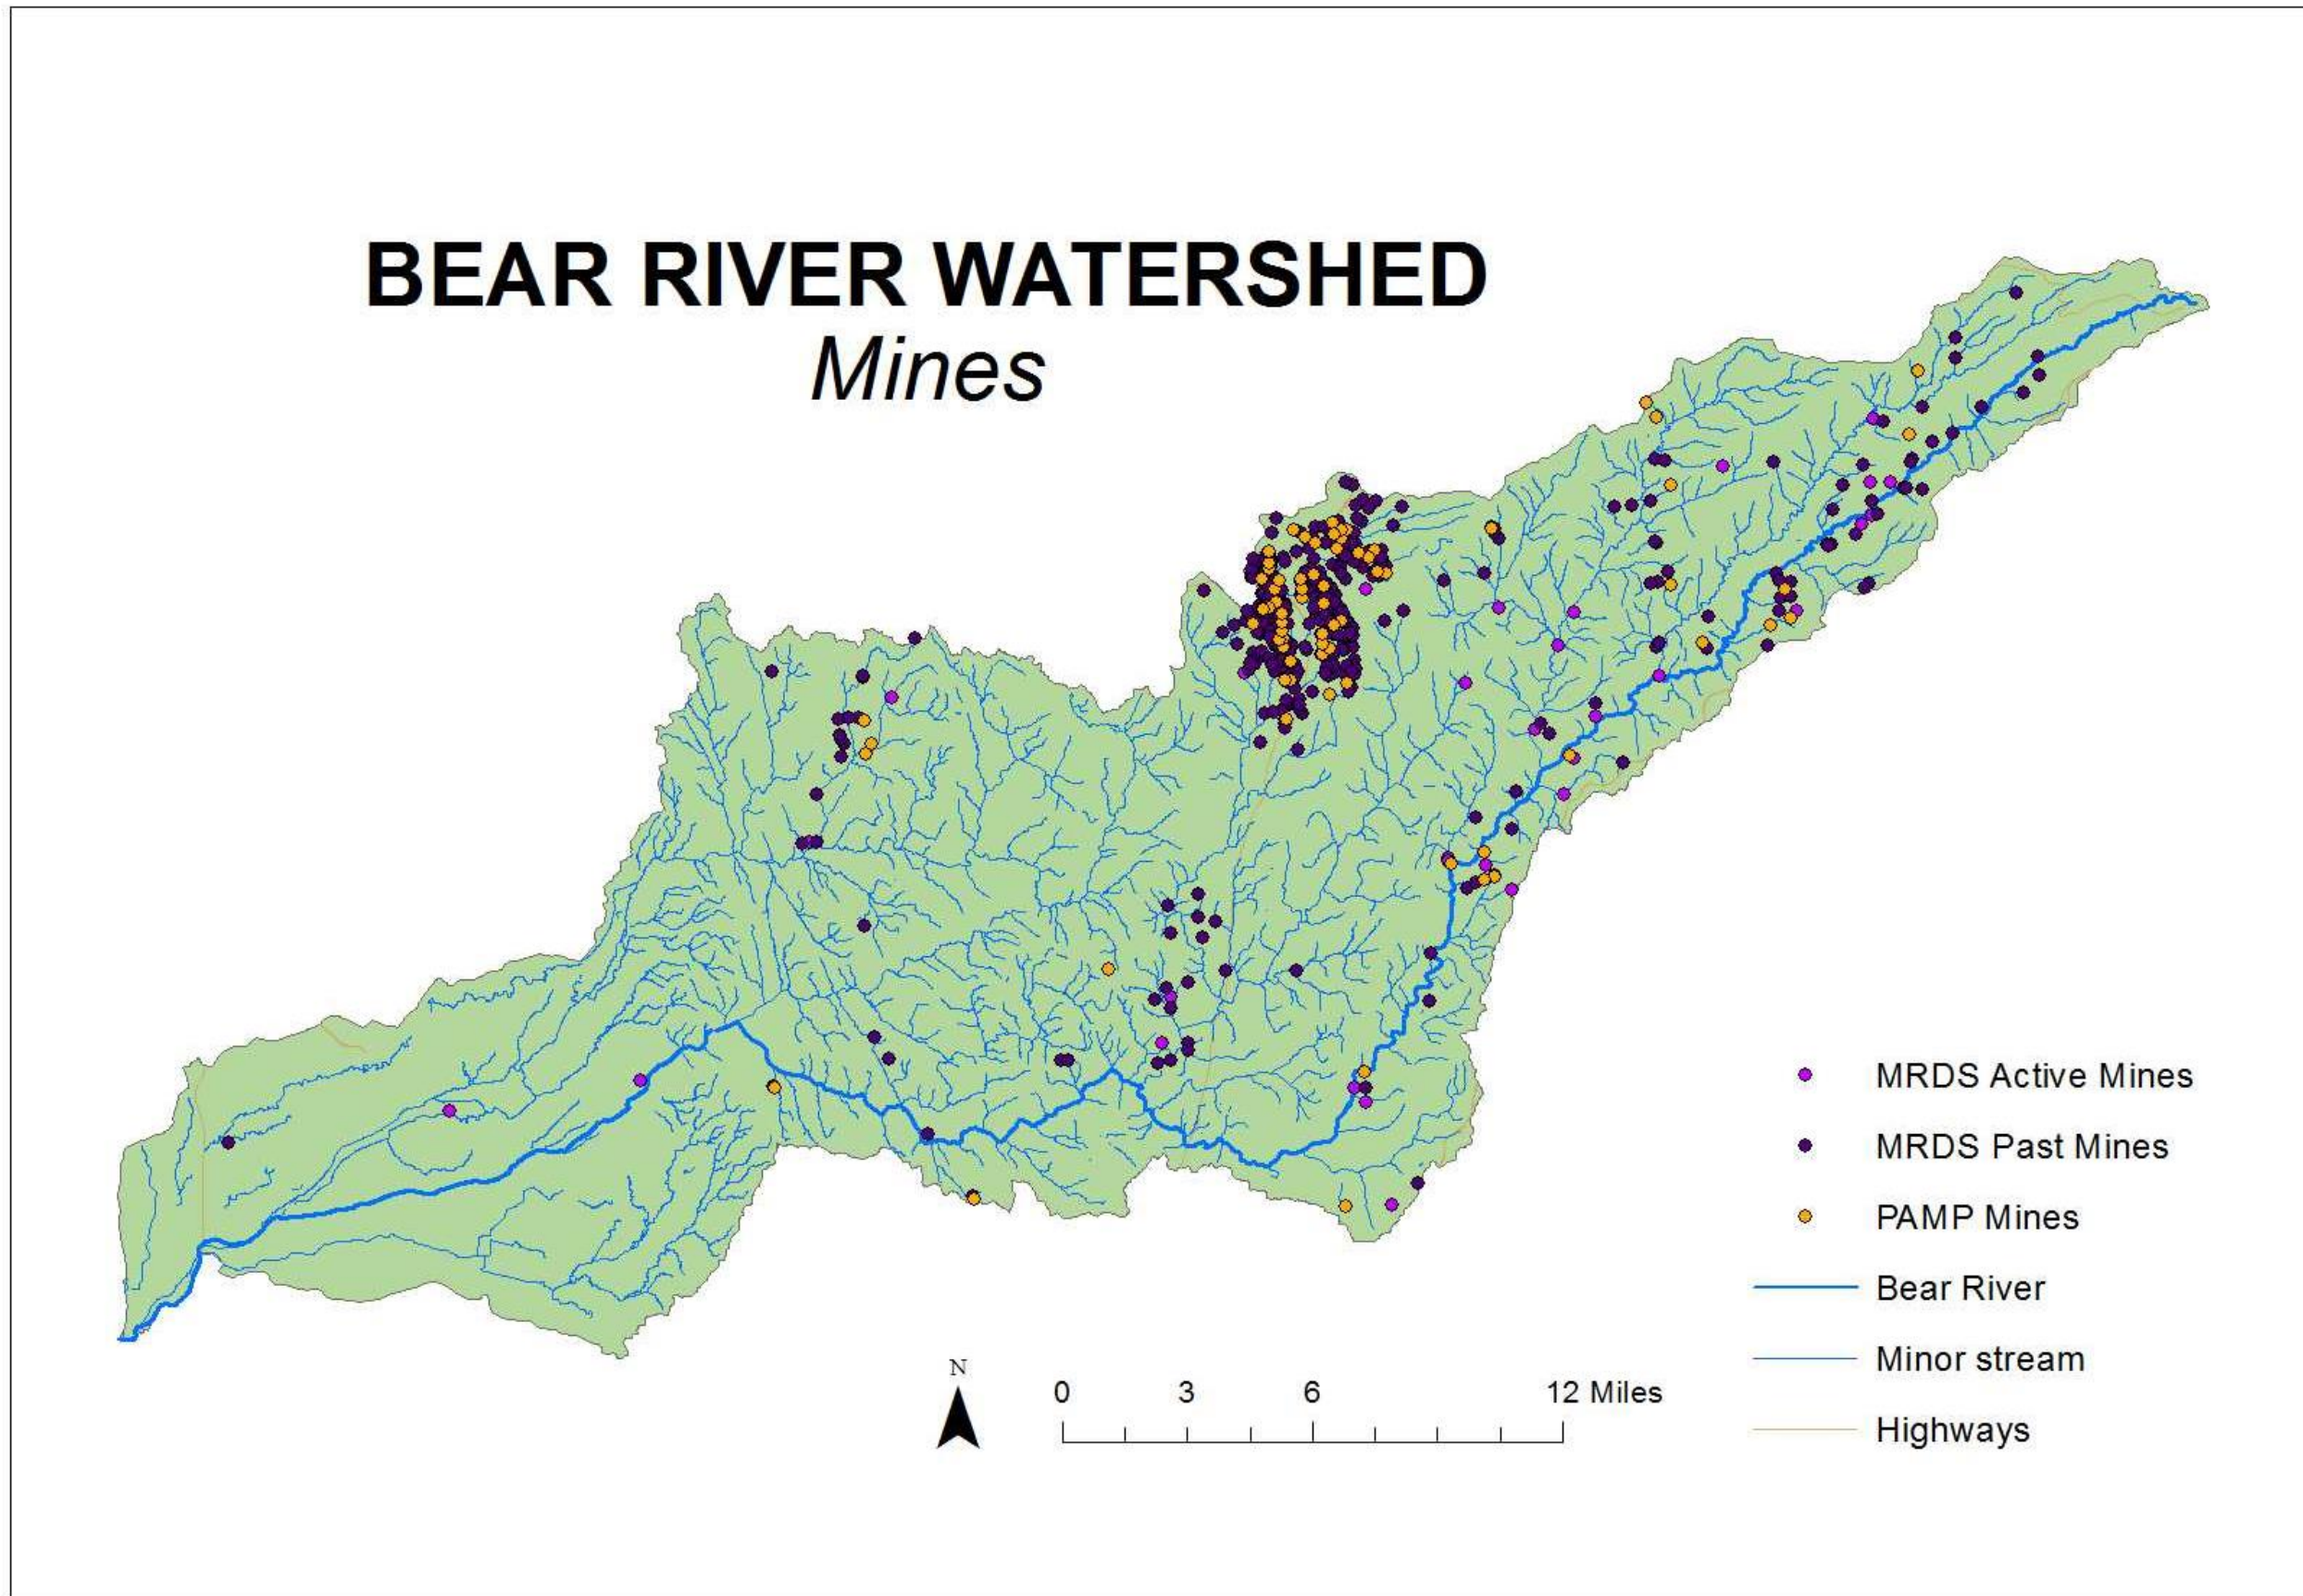 BEAR RIVER WATERSHED
Mines
MRDS Active Mines
MRDS Past Mines
PAMP Mines
Bear River
Minor stream
Highways
N
0 3 6 12 Miles